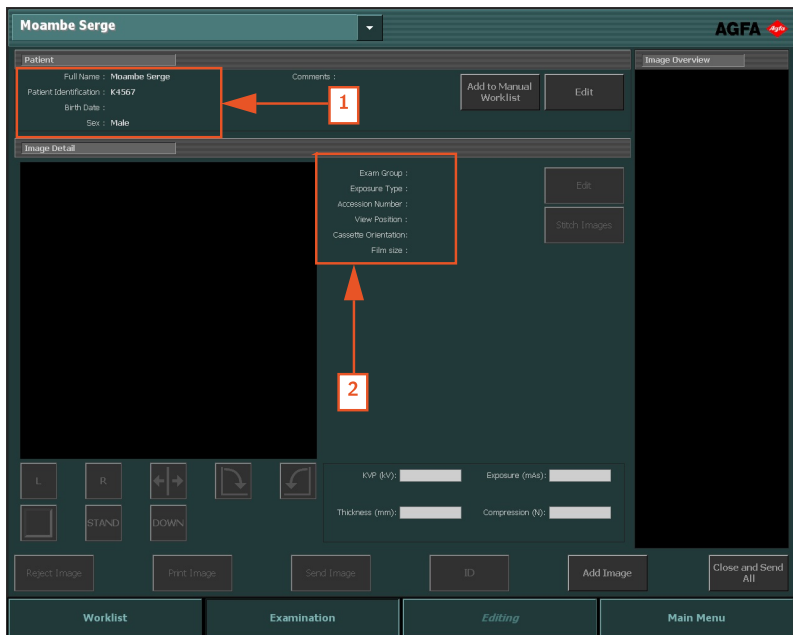 Moambe Serge
AGFA
Agfa
Patient
Image Overview
Full Name : Moambe Serge
Comments :
Patient Identification : K4567
Birth Date :
Sex : Male
Add to Manual
Worklist
Edit
1
Image Detail
Exam Group :
Exposure Type :
Accession Number :
View Position :
Cassette Orientation:
Film size :
Edit
Stitch Images
2
L
R
STAND
DOWN
KVP (kV):
Exposure (mAs):
Thickness (mm):
Compression (N):
Reject Image
Print Image
Send Image
ID
Add Image
Close and Send
All
Worklist
Examination
Editing
Main Menu